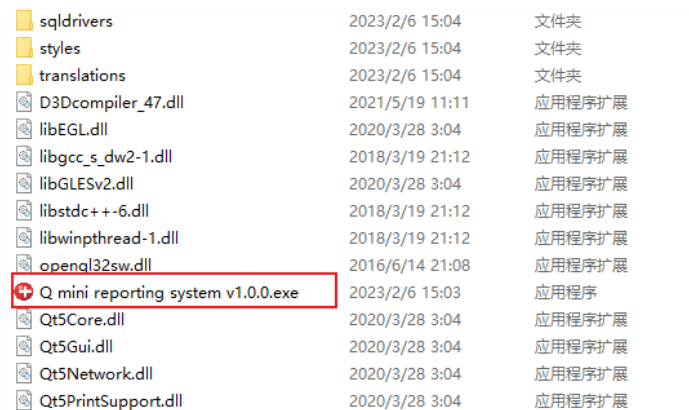 sqldrivers 2023/2/6 15:04 文件夹
styles 2023/2/6 15:04 文件夹
translations 2023/2/6 15:04 文件夹
D3Dcompiler_47.dll 2021/5/19 11:11 应用程序扩展
libEGL.dll 2020/3/28 3:04 应用程序扩展
libgcc_s_dw2-1.dll 2018/3/19 21:12 应用程序扩展
libGLESv2.dll 2020/3/28 3:04 应用程序扩展
libstdc++-6.dll 2018/3/19 21:12 应用程序扩展
libwinpthread-1.dll 2018/3/19 21:12 应用程序扩展
opengl32sw.dll 2016/6/14 21:08 应用程序扩展
Q mini reporting system v1.0.0.exe 2023/2/6 15:03 应用程序
Qt5Core.dll 2020/3/28 3:04 应用程序扩展
Qt5Gui.dll 2020/3/28 3:04 应用程序扩展
Qt5Network.dll 2020/3/28 3:04 应用程序扩展
Qt5PrintSupport.dll 2020/3/28 3:04 应用程序扩展